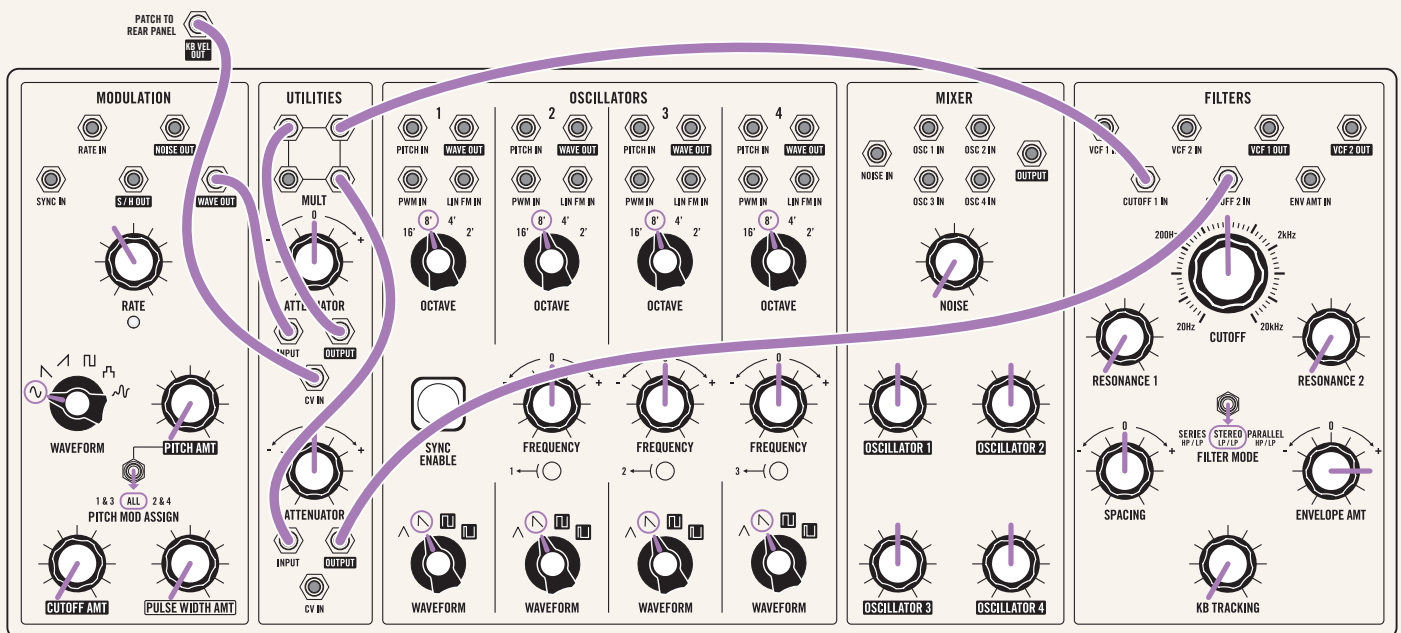 PATCH TO
REAR PANEL
KB VEL
OUT
MODULATION
RATE IN
NOISE OUT
SYNC IN
S / H OUT
WAVE OUT
RATE
WAVEFORM
PITCH AMT
1 & 3 ALL 2 & 4
PITCH MOD ASSIGN
CUTOFF AMT
PULSE WIDTH AMT
UTILITIES
MULT
0
- +
ATTENUATOR
INPUT
OUTPUT
CV IN
- +
ATTENUATOR
INPUT
OUTPUT
CV IN
OSCILLATORS
1
PITCH IN
WAVE OUT
PWM IN
LIN FM IN
16' 8' 4' 2'
OCTAVE
SYNC
ENABLE
WAVEFORM
2
PITCH IN
WAVE OUT
PWM IN
LIN FM IN
16' 8' 4' 2'
OCTAVE
0
- +
FREQUENCY
1
WAVEFORM
3
PITCH IN
WAVE OUT
PWM IN
LIN FM IN
16' 8' 4' 2'
OCTAVE
0
- +
FREQUENCY
2
WAVEFORM
4
PITCH IN
WAVE OUT
PWM IN
LIN FM IN
16' 8' 4' 2'
OCTAVE
0
- +
FREQUENCY
3
WAVEFORM
MIXER
NOISE IN
OSC 1 IN
OSC 2 IN
OUTPUT
OSC 3 IN
OSC 4 IN
NOISE
OSCILLATOR 1
OSCILLATOR 2
OSCILLATOR 3
OSCILLATOR 4
FILTERS
VCF 1 IN
VCF 2 IN
VCF 1 OUT
VCF 2 OUT
CUTOFF 1 IN
2 IN
ENV AMT IN
200Hz
2kHz
20Hz
20kHz
CUTOFF
RESONANCE 1
RESONANCE 2
SERIES
HP / LP
STEREO
LP / LP
PARALLEL
HP / LP
FILTER MODE
0
- +
SPACING
0
- +
ENVELOPE AMT
KB TRACKING